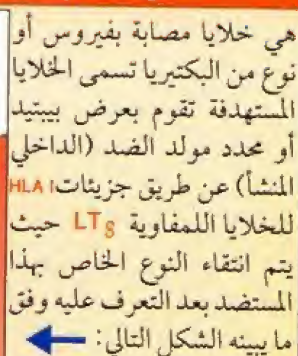 هي خلايا مصابة بفيروس أو
نوع من البكتيريا تسمى الخلايا
المستهدفة تقوم بعرض ببتيد
أو محدد مولد الضد (الداخلي
المنشأ) عن طريق جزيئات HLA I
للخلايا اللمفاوية LT8 حيث
يتم انتقاء النوع الخاص بهذا
المستضد بعد التعرف عليه وفق
ما يبينه الشكل التالي: